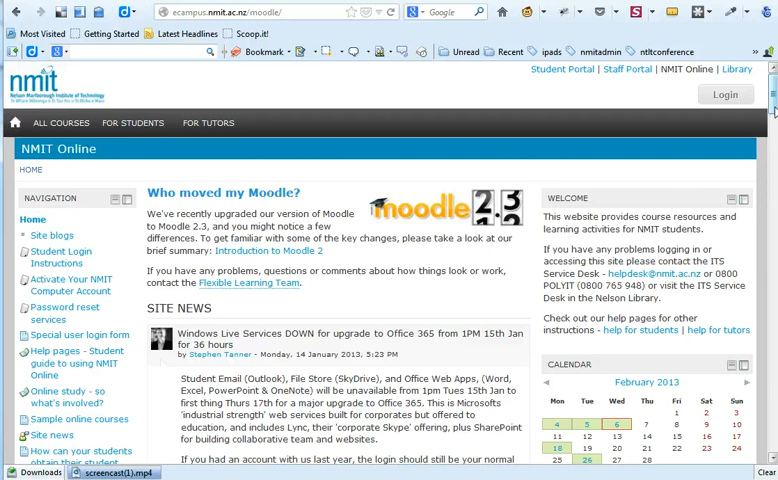 ecampus.nmit.ac.nz/moodle/
Google
Most Visited Getting Started Latest Headlines Scoop.it!
Bookmark Unread Recent ipads nmitadmin ntltconference
nmit
Nelson Marlborough Institute of Technology
Student Portal | Staff Portal | NMIT Online | Library
Login
ALL COURSES FOR STUDENTS FOR TUTORS
NMIT Online
HOME
NAVIGATION
Home
Site blogs
Student Login
Instructions
Activate Your NMIT
Computer Account
Password reset
services
Special user login form
Help pages - Student
guide to using NMIT
Online
Online study - so
what's involved?
Sample online courses
Site news
How can your students
obtain their student
Who moved my Moodle?
We've recently upgraded our version of Moodle
to Moodle 2.3, and you might notice a few
differences. To get familiar with some of the key changes, please take a look at our
brief summary: Introduction to Moodle 2
moodle 2.3
If you have any problems, questions or comments about how things look or work,
contact the Flexible Learning Team.
SITE NEWS
Windows Live Services DOWN for upgrade to Office 365 from 1PM 15th Jan
for 36 hours
by Stephen Tanner - Monday, 14 January 2013, 5:23 PM
Student Email (Outlook), File Store (SkyDrive), and Office Web Apps, (Word,
Excel, PowerPoint & OneNote) will be unavailable from 1pm Tues 15th Jan to
first thing Thurs 17th for a major upgrade to Office 365. This is Microsofts
'industrial strength' web services built for corporates but offered to
education, and includes Lync, their 'corporate Skype' offering, plus SharePoint
for building collaborative team and websites.
If you had an account with us last year, the login should still be your normal
WELCOME
This website provides course resources and
learning activities for NMIT students.
If you have any problems logging in or
accessing this site please contact the ITS
Service Desk - helpdesk@nmit.ac.nz or 0800
POLYIT (0800 765 948) or visit the ITS Service
Desk in the Nelson Library.
Check out our help pages for other
instructions - help for students | help for tutors
CALENDAR
February 2013
Mon Tue Wed Thu Fri Sat Sun
1 2 3
4 5 6 7 8 9 10
11 12 13 14 15 16 17
18 19 20 21 22 23 24
25 26 27 28
Downloads screencast(1).mp4 Clear